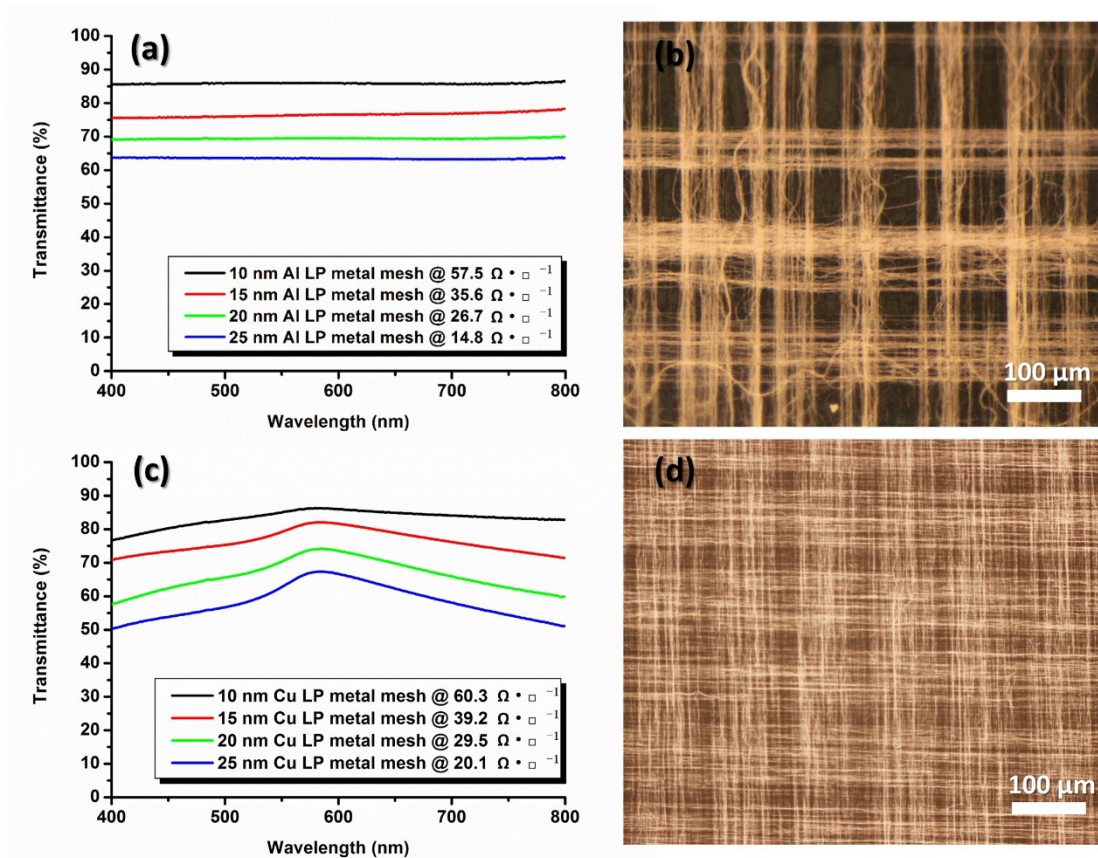 (a)
100
90
80
70
60
50
40
30
20
10
0
Transmittance (%)
10 nm Al LP metal mesh @ 57.5 Ω • □ ⁻¹
15 nm Al LP metal mesh @ 35.6 Ω • □ ⁻¹
20 nm Al LP metal mesh @ 26.7 Ω • □ ⁻¹
25 nm Al LP metal mesh @ 14.8 Ω • □ ⁻¹
400 500 600 700 800
Wavelength (nm)
(b)
100 μm
(c)
100
90
80
70
60
50
40
30
20
10
0
Transmittance (%)
10 nm Cu LP metal mesh @ 60.3 Ω • □ ⁻¹
15 nm Cu LP metal mesh @ 39.2 Ω • □ ⁻¹
20 nm Cu LP metal mesh @ 29.5 Ω • □ ⁻¹
25 nm Cu LP metal mesh @ 20.1 Ω • □ ⁻¹
400 500 600 700 800
Wavelength (nm)
(d)
100 μm